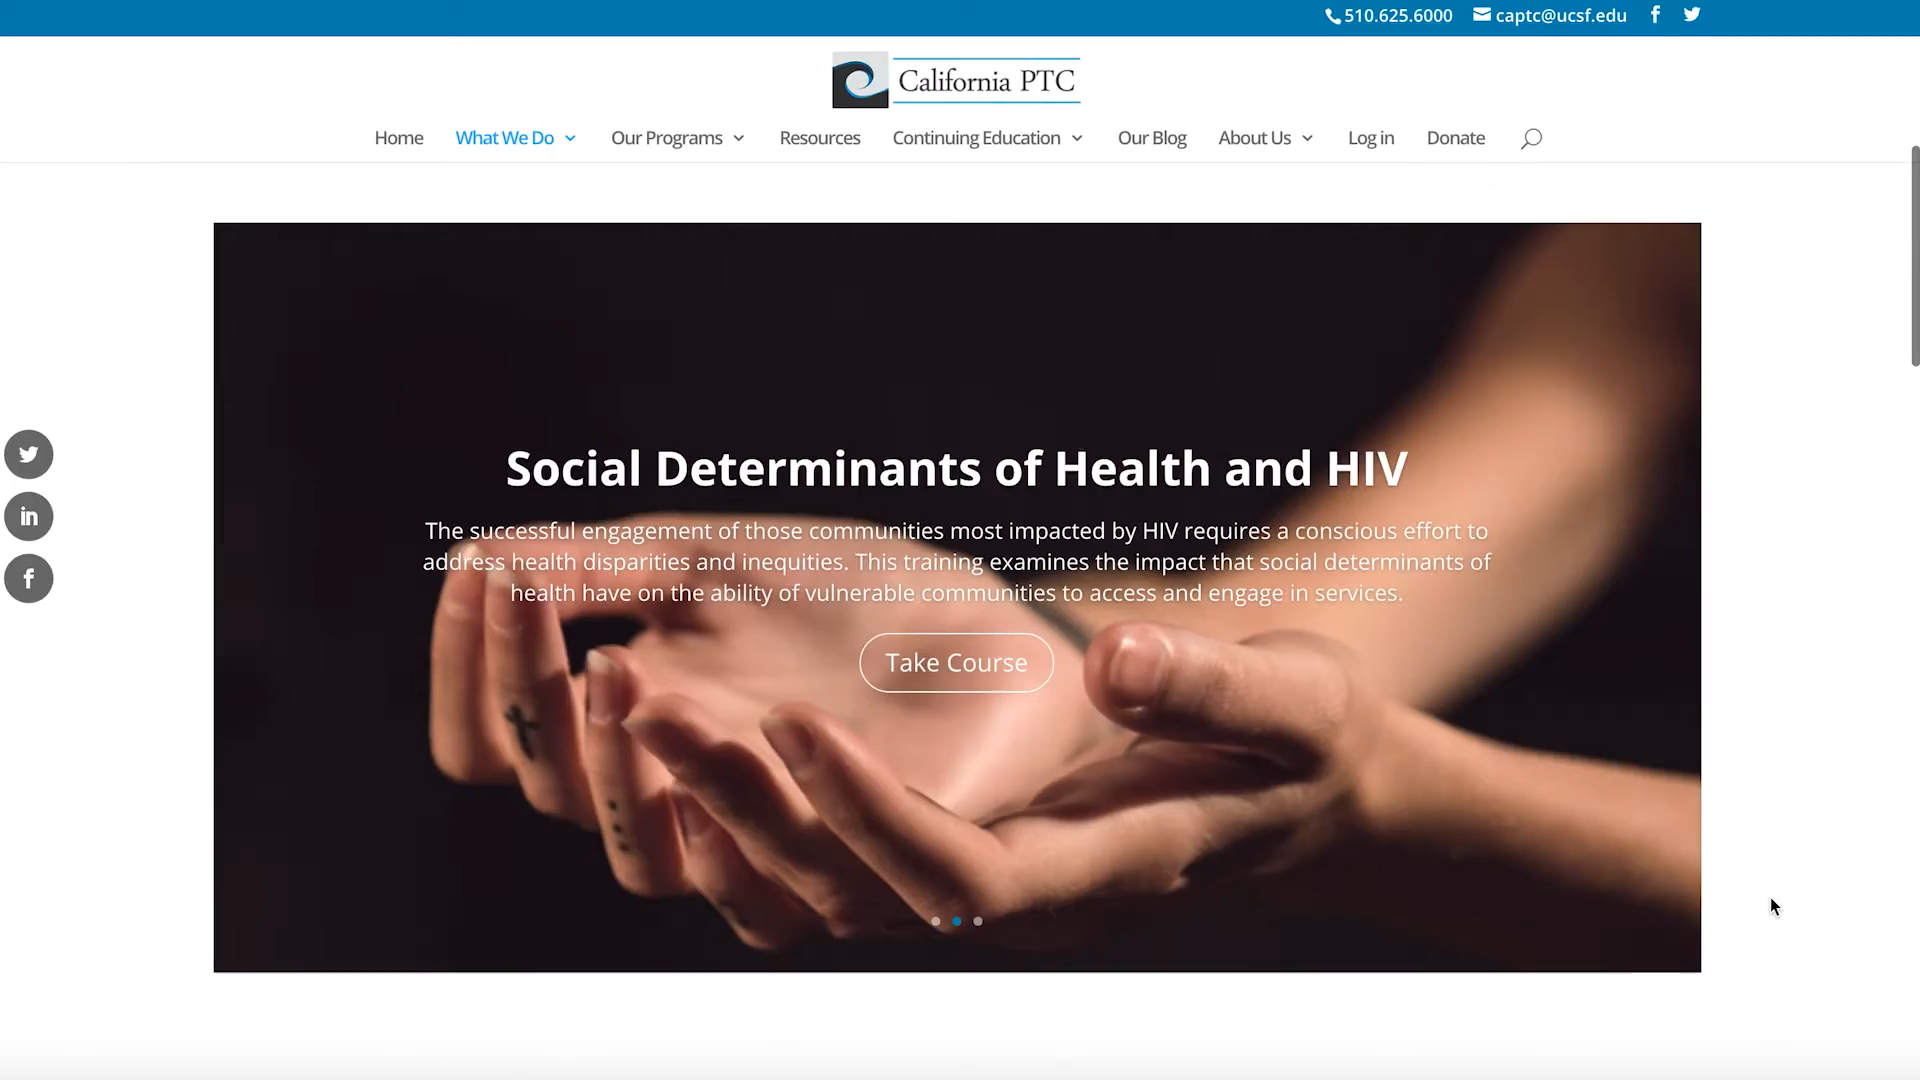 510.625.6000 captc@ucsf.edu
California PTC
Home What We Do Our Programs Resources Continuing Education Our Blog About Us Log in Donate
Social Determinants of Health and HIV
The successful engagement of those communities most impacted by HIV requires a conscious effort to
address health disparities and inequities. This training examines the impact that social determinants of
health have on the ability of vulnerable communities to access and engage in services.
Take Course